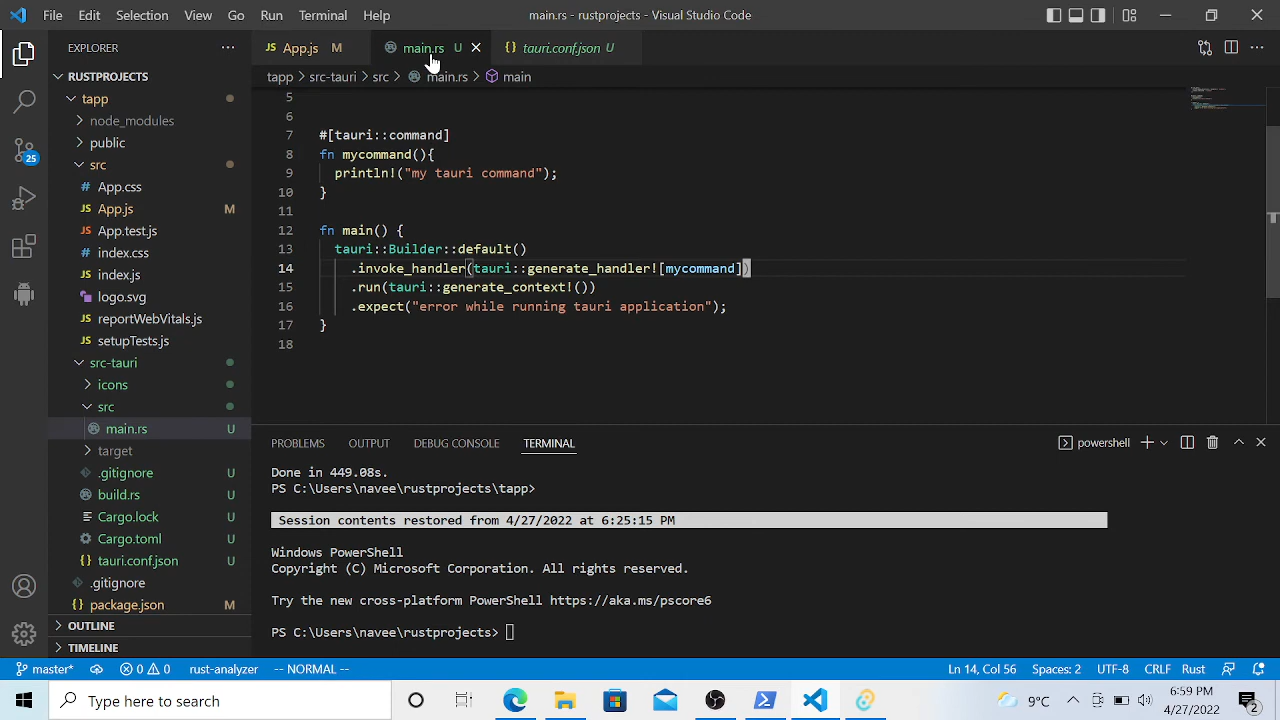 File Edit Selection View Go Run Terminal Help
main.rs - rustprojects - Visual Studio Code
EXPLORER
App.js M
main.rs U
tauri.conf.json U
RUSTPROJECTS
tapp > src-tauri > src > main.rs > main
tapp
node_modules
public
src
App.css
App.js M
App.test.js
index.css
index.js
logo.svg
reportWebVitals.js
setupTests.js
src-tauri
icons
src
main.rs U
target
.gitignore U
build.rs U
Cargo.lock U
Cargo.toml U
tauri.conf.json U
.gitignore
package.json M
OUTLINE
TIMELINE
25
5
6
7 #[tauri::command]
8 fn mycommand(){
9 println!("my tauri command");
10 }
11
12 fn main() {
13 tauri::Builder::default()
14 .invoke_handler(tauri::generate_handler![mycommand])
15 .run(tauri::generate_context!())
16 .expect("error while running tauri application");
17 }
18
PROBLEMS OUTPUT DEBUG CONSOLE TERMINAL
powershell
Done in 449.08s.
PS C:\Users\navee\rustprojects\tapp>
Session contents restored from 4/27/2022 at 6:25:15 PM
Windows PowerShell
Copyright (C) Microsoft Corporation. All rights reserved.
Try the new cross-platform PowerShell https://aka.ms/pscore6
PS C:\Users\navee\rustprojects>
master* 0 0 rust-analyzer -- NORMAL --
Ln 14, Col 56 Spaces: 2 UTF-8 CRLF Rust
Type here to search
9°C
6:59 PM
4/27/2022
2